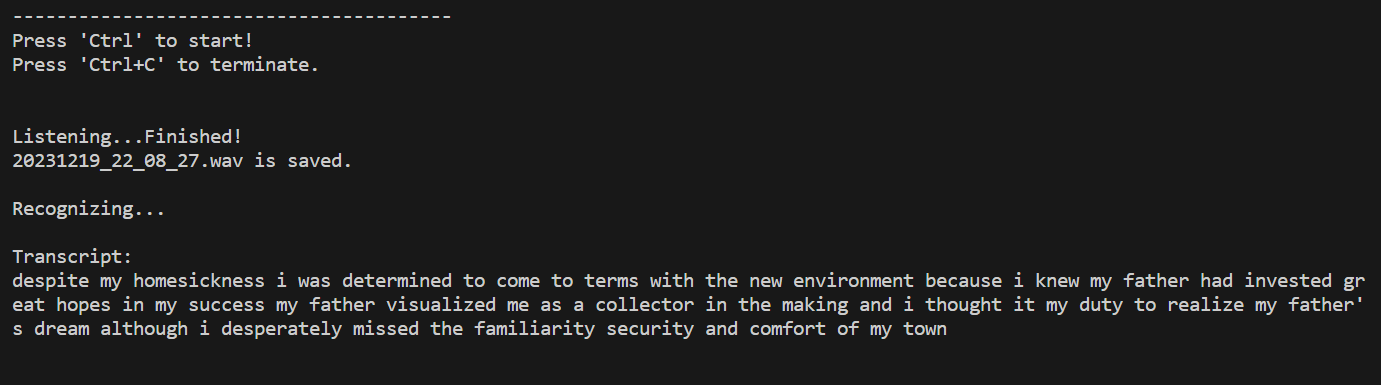 ----------------------------------------
Press 'Ctrl' to start!
Press 'Ctrl+C' to terminate.
Listening...Finished!
20231219_22_08_27.wav is saved.
Recognizing...
Transcript:
despite my homesickness i was determined to come to terms with the new environment because i knew my father had invested gr
eat hopes in my success my father visualized me as a collector in the making and i thought it my duty to realize my father'
s dream although i desperately missed the familiarity security and comfort of my town